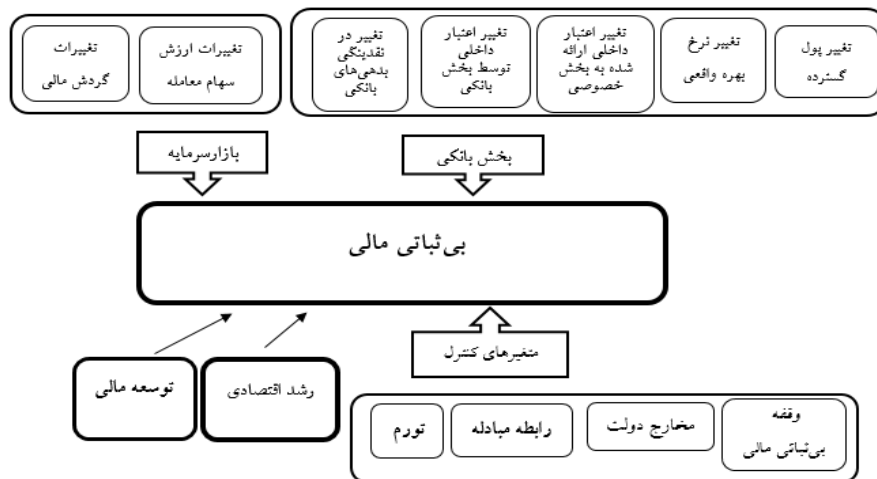 تغییر پول
گسترده
تغییر نرخ
بهره واقعی
تغییر اعتبار
داخلی ارائه
شده به بخش
خصوصی
تغییر اعتبار
داخلی
توسط بخش
بانکی
تغییر در
نقدینگی
بدهی‌های
بانکی
تغییرات ارزش
سهام معامله
تغییرات
گردش مالی
بخش بانکی
بازارسرمایه
بی‌ثباتی مالی
متغیرهای کنترل
رشد اقتصادی
توسعه مالی
وقفه
بی‌ثباتی مالی
مخارج دولت
رابطه مبادله
تورم